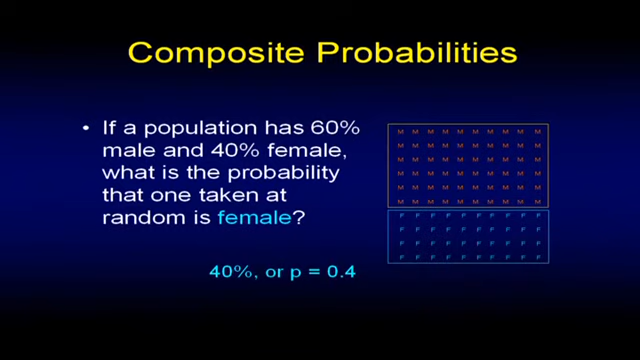 Composite Probabilities
• If a population has 60%
male and 40% female,
what is the probability
that one taken at
random is female?
40%, or p = 0.4
M M M M M M M M M M
M M M M M M M M M M
M M M M M M M M M M
M M M M M M M M M M
M M M M M M M M M M
M M M M M M M M M M
F F F F F F F F F F
F F F F F F F F F F
F F F F F F F F F F
F F F F F F F F F F